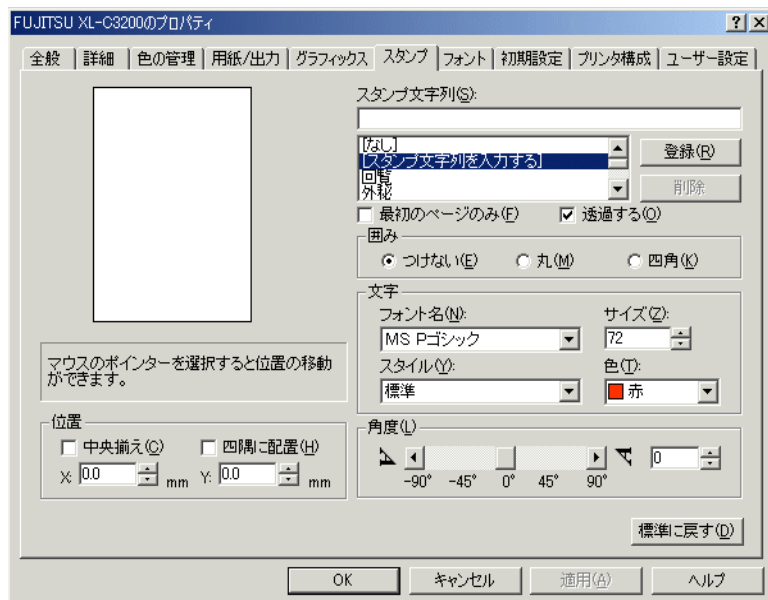 FUJITSU XL-C3200のプロパティ
全般 詳細 色の管理 用紙/出力 グラフィックス スタンプ フォント 初期設定 プリンタ構成 ユーザー設定
スタンプ文字列(S):
[なし]
[スタンプ文字列を入力する]
回覧
外秘
登録(R)
削除
最初のページのみ(F) 透過する(O)
囲み
つけない(E) 丸(M) 四角(K)
文字
フォント名(N): サイズ(Z):
MS Pゴシック 72
スタイル(Y): 色(T):
標準 赤
マウスのポインターを選択すると位置の移動
ができます。
位置
中央揃え(C) 四隅に配置(H)
X: 0.0 mm Y: 0.0 mm
角度(L)
A A 0
-90° -45° 0° 45° 90°
標準に戻す(D)
OK キャンセル 適用(A) ヘルプ